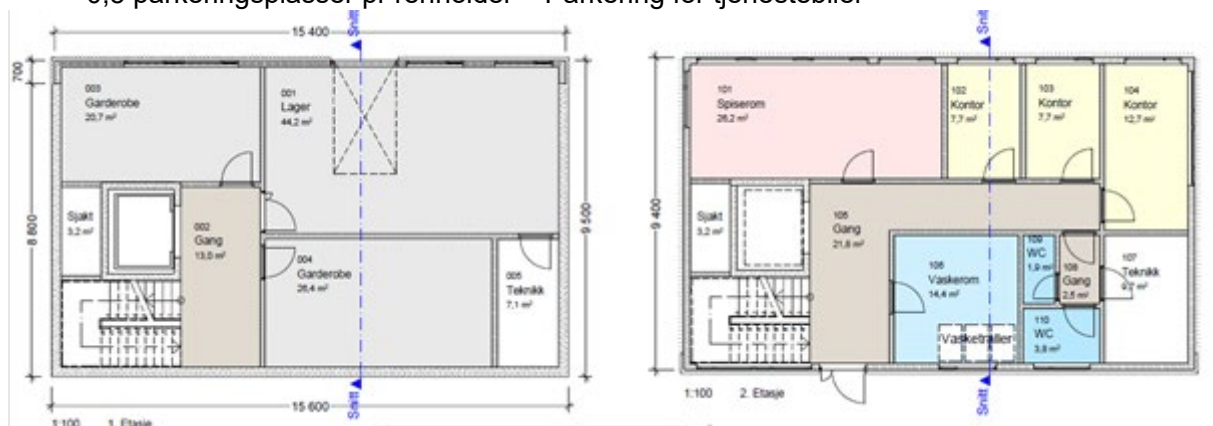 0,8 parkeringsplasser pr renholder – Parkering for tjenestebiler
Snitt
15 400
700
003
Garderobe
20,7 m²
001
Lager
44,2 m²
Sjakt
3,2 m²
002
Gang
13,0 m²
004
Garderobe
26,4 m²
005
Teknikk
7,1 m²
8 800
9 500
15 600
Snitt
1:100
1. Etasje
Snitt
9 400
101
Spiserom
26,2 m²
102
Kontor
7,7 m²
103
Kontor
7,7 m²
104
Kontor
12,7 m²
Sjakt
3,2 m²
105
Gang
21,8 m²
106
Vaskerom
14,4 m²
Vasketraller
109
WC
1,9 m²
108
Gang
2,5 m²
107
Teknikk
110
WC
3,8 m²
1:100
2. Etasje
Snitt